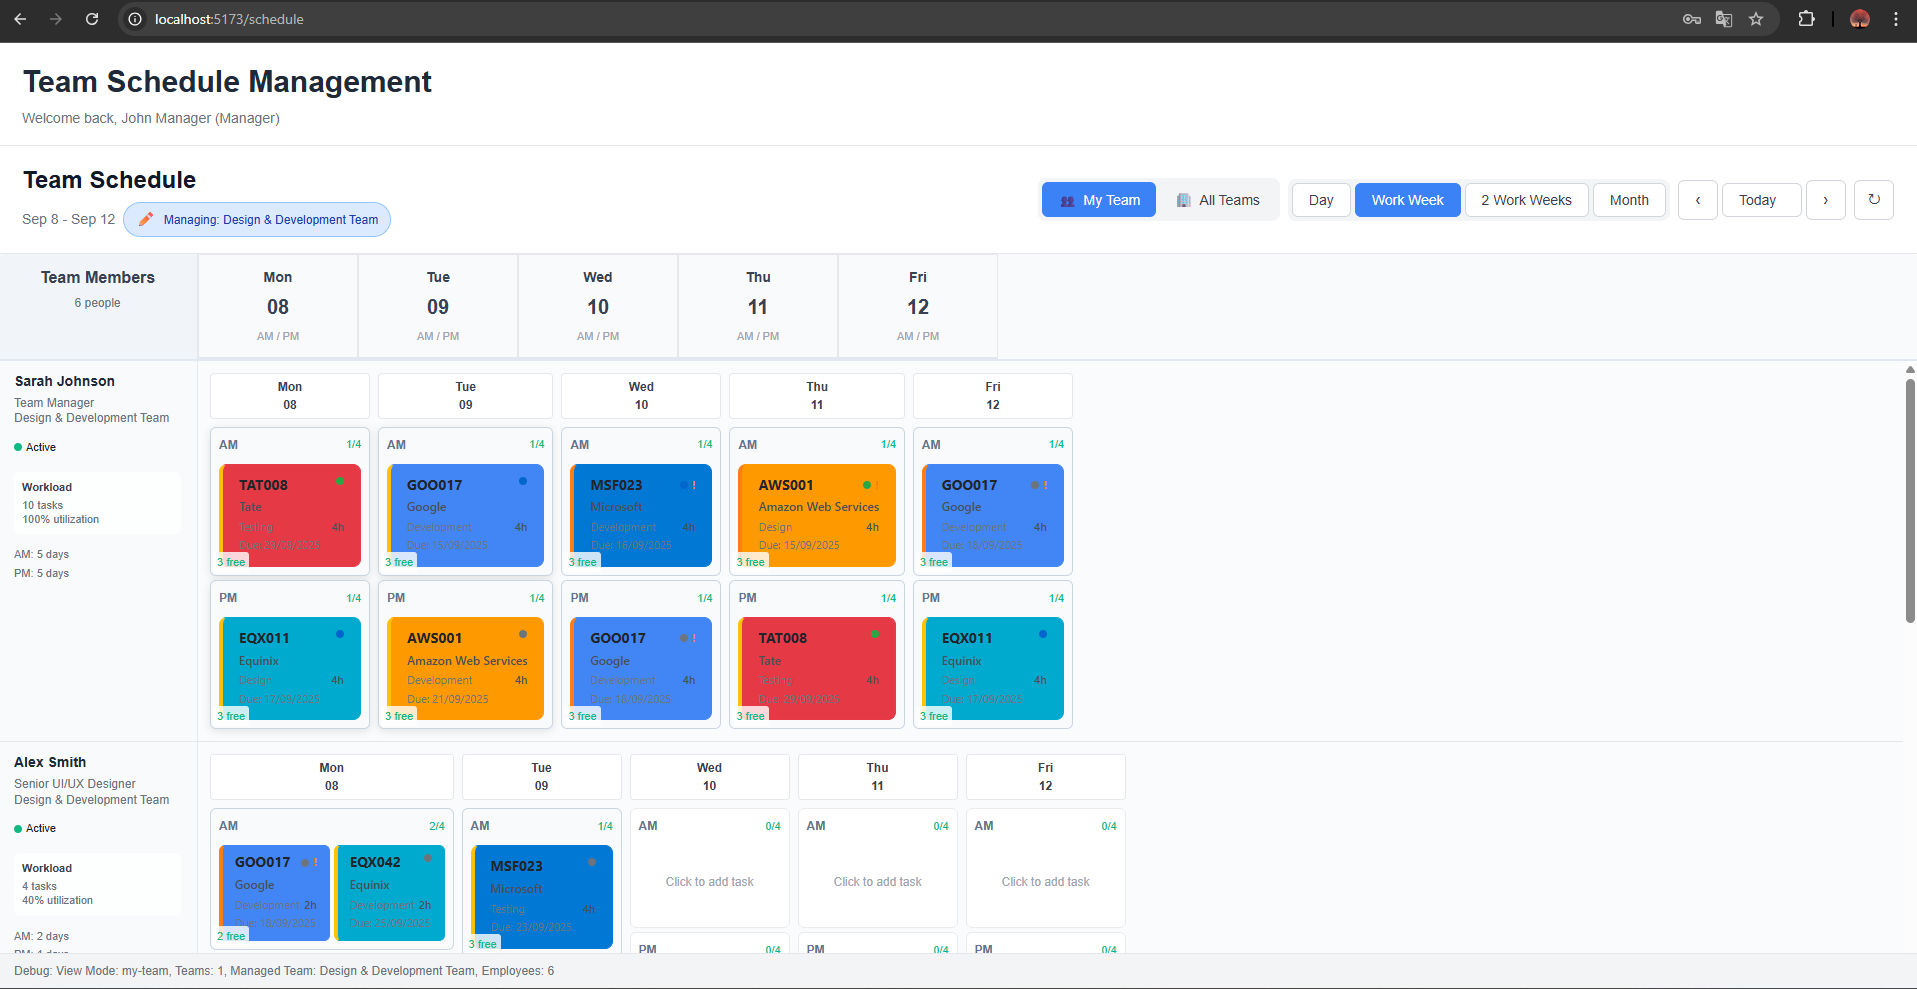 localhost:5173/schedule
Team Schedule Management
Welcome back, John Manager (Manager)
Team Schedule
Sep 8 - Sep 12
Managing: Design & Development Team
My Team
All Teams
Day
Work Week
2 Work Weeks
Month
‹
Today
›
↻
Team Members
6 people
Mon
08
AM / PM
Tue
09
AM / PM
Wed
10
AM / PM
Thu
11
AM / PM
Fri
12
AM / PM
Sarah Johnson
Team Manager
Design & Development Team
Active
Workload
10 tasks
100% utilization
AM: 5 days
PM: 5 days
Mon
08
Tue
09
Wed
10
Thu
11
Fri
12
AM 1/4
TAT008
Tate
Testing 4h
Due: 29/09/2025
3 free
AM 1/4
GOO017
Google
Development 4h
Due: 15/09/2025
3 free
AM 1/4
MSF023 !
Microsoft
Development 4h
Due: 16/09/2025
3 free
AM 1/4
AWS001 !
Amazon Web Services
Design 4h
Due: 15/09/2025
3 free
AM 1/4
GOO017 !
Google
Development 4h
Due: 18/09/2025
3 free
PM 1/4
EQX011
Equinix
Design 4h
Due: 17/09/2025
3 free
PM 1/4
AWS001
Amazon Web Services
Development 4h
Due: 21/09/2025
3 free
PM 1/4
GOO017 !
Google
Development 4h
Due: 18/09/2025
3 free
PM 1/4
TAT008
Tate
Testing 4h
Due: 29/09/2025
3 free
PM 1/4
EQX011
Equinix
Design 4h
Due: 17/09/2025
3 free
Alex Smith
Senior UI/UX Designer
Design & Development Team
Active
Workload
4 tasks
40% utilization
AM: 2 days
Mon
08
Tue
09
Wed
10
Thu
11
Fri
12
AM 2/4
GOO017 !
Google
Development 2h
Due: 18/09/2025
2 free
EQX042
Equinix
Development 2h
Due: 23/09/2025
AM 1/4
MSF023
Microsoft
Testing 4h
Due: 23/09/2025
3 free
AM 0/4
Click to add task
AM 0/4
Click to add task
AM 0/4
Click to add task
PM 0/4
PM 0/4
PM 0/4
Debug: View Mode: my-team, Teams: 1, Managed Team: Design & Development Team, Employees: 6